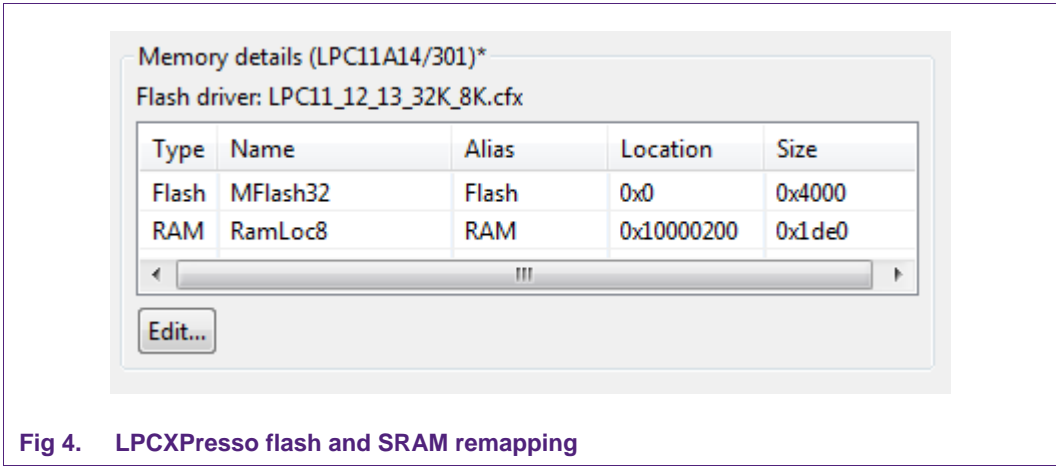 Memory details (LPC11A14/301)*
Flash driver: LPC11_12_13_32K_8K.cfx
Type Name Alias Location Size
Flash MFlash32 Flash 0x0 0x4000
RAM RamLoc8 RAM 0x10000200 0x1de0
Edit...
Fig 4. LPCXPresso flash and SRAM remapping